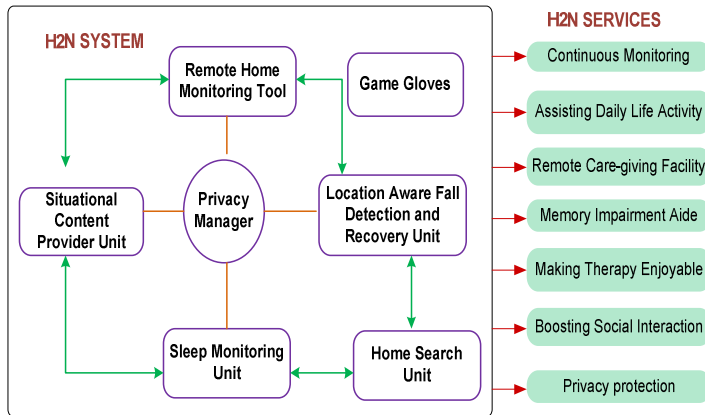 H2N SYSTEM
Remote Home
Monitoring Tool
Game Gloves
Situational
Content
Provider Unit
Privacy
Manager
Location Aware Fall
Detection and
Recovery Unit
Sleep Monitoring
Unit
Home Search
Unit
H2N SERVICES
Continuous Monitoring
Assisting Daily Life Activity
Remote Care-giving Facility
Memory Impairment Aide
Making Therapy Enjoyable
Boosting Social Interaction
Privacy protection